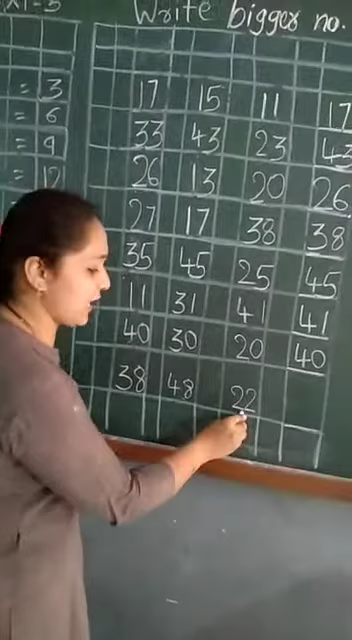 Write bigger no.
= 3
= 6
= 9
= 12
17 15 11 17
33 43 23 43
26 13 20 26
27 17 38 38
35 45 25 45
11 31 41 41
40 30 20 40
38 48 22